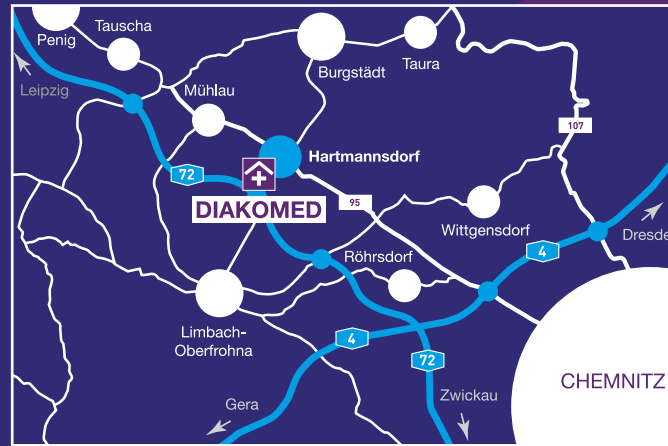 Penig
Tauscha
Burgstädt
Taura
Leipzig
Mühlau
107
Hartmannsdorf
72
DIAKOMED
95
Wittgensdorf
4
Dresde
Röhrsdorf
Limbach-
Oberfrohna
4
72
CHEMNITZ
Gera
Zwickau